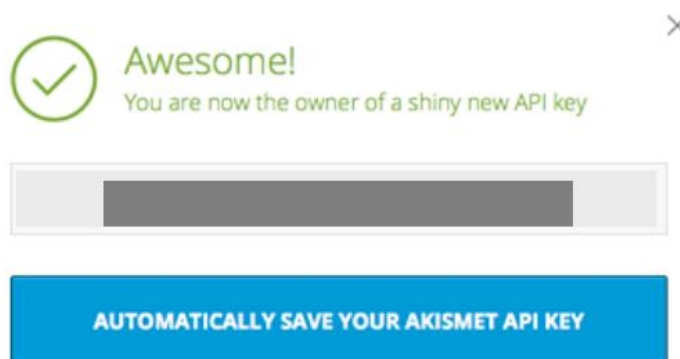 Awesome!
You are now the owner of a shiny new API key
AUTOMATICALLY SAVE YOUR AKISMET API KEY